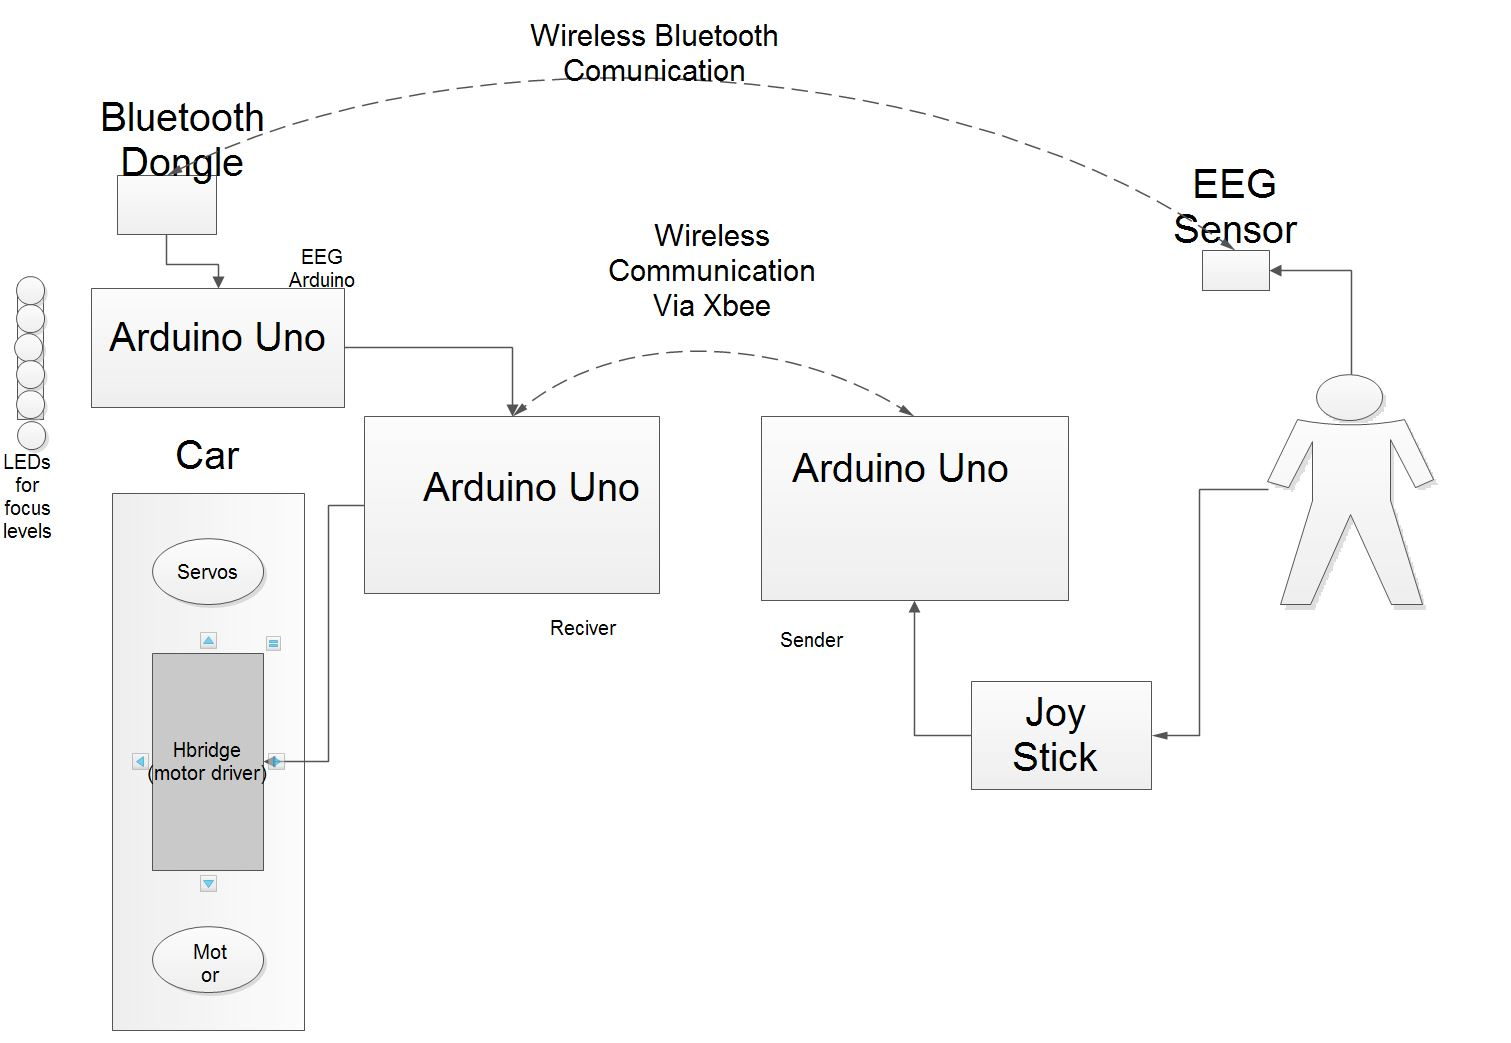 Wireless Bluetooth
Comunication
Bluetooth
Dongle
EEG
Sensor
Wireless
Communication
Via Xbee
EEG
Arduino
Arduino Uno
LEDs
for
focus
levels
Car
Arduino Uno
Arduino Uno
Servos
Reciver
Sender
Joy
Stick
Hbridge
(motor driver)
Mot
or